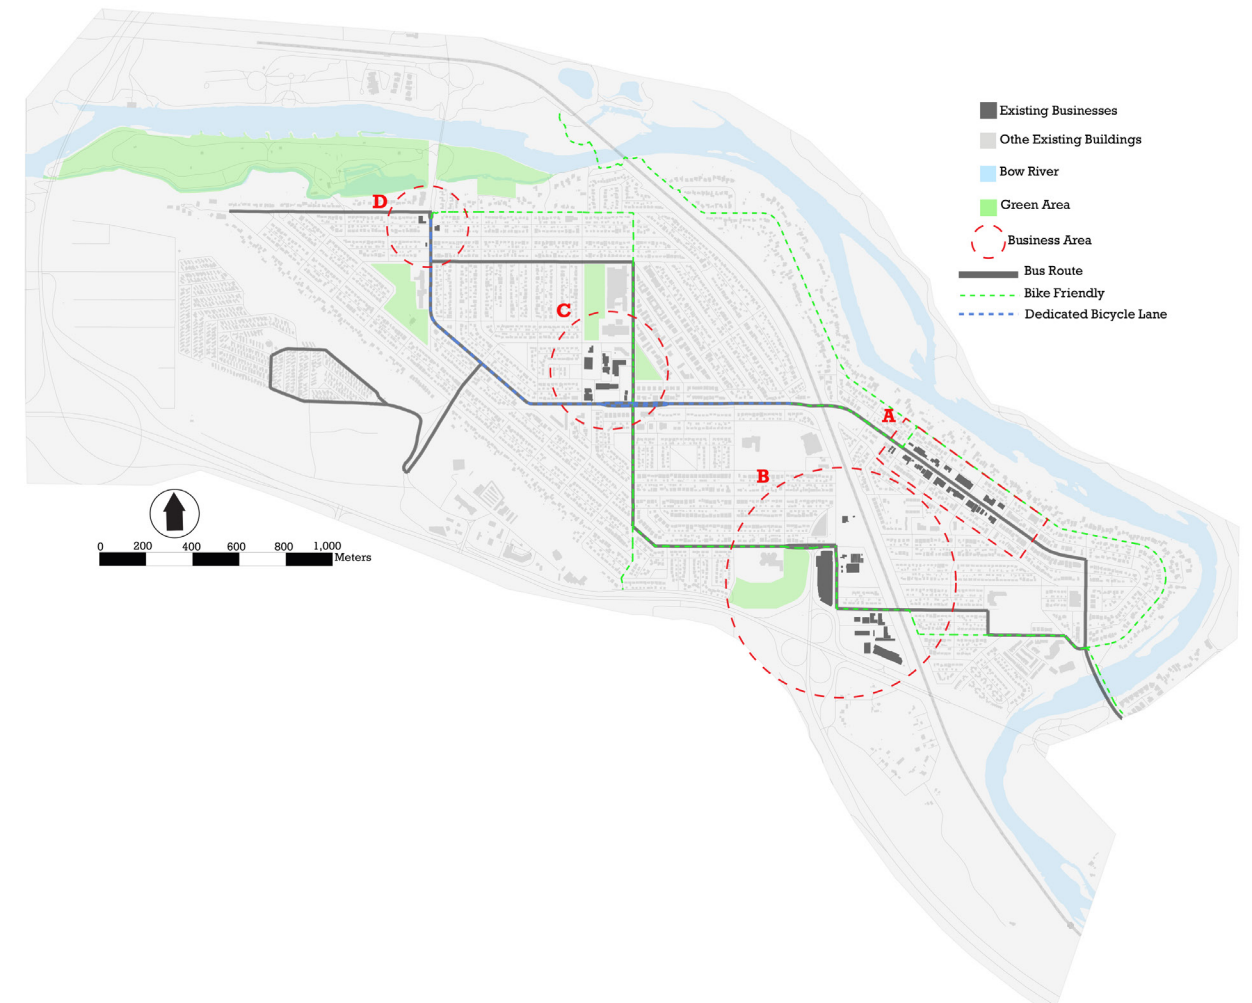 Existing Businesses
Othe Existing Buildings
Bow River
Green Area
Business Area
Bus Route
Bike Friendly
Dedicated Bicycle Lane
D
C
A
B
0 200 400 600 800 1,000
Meters